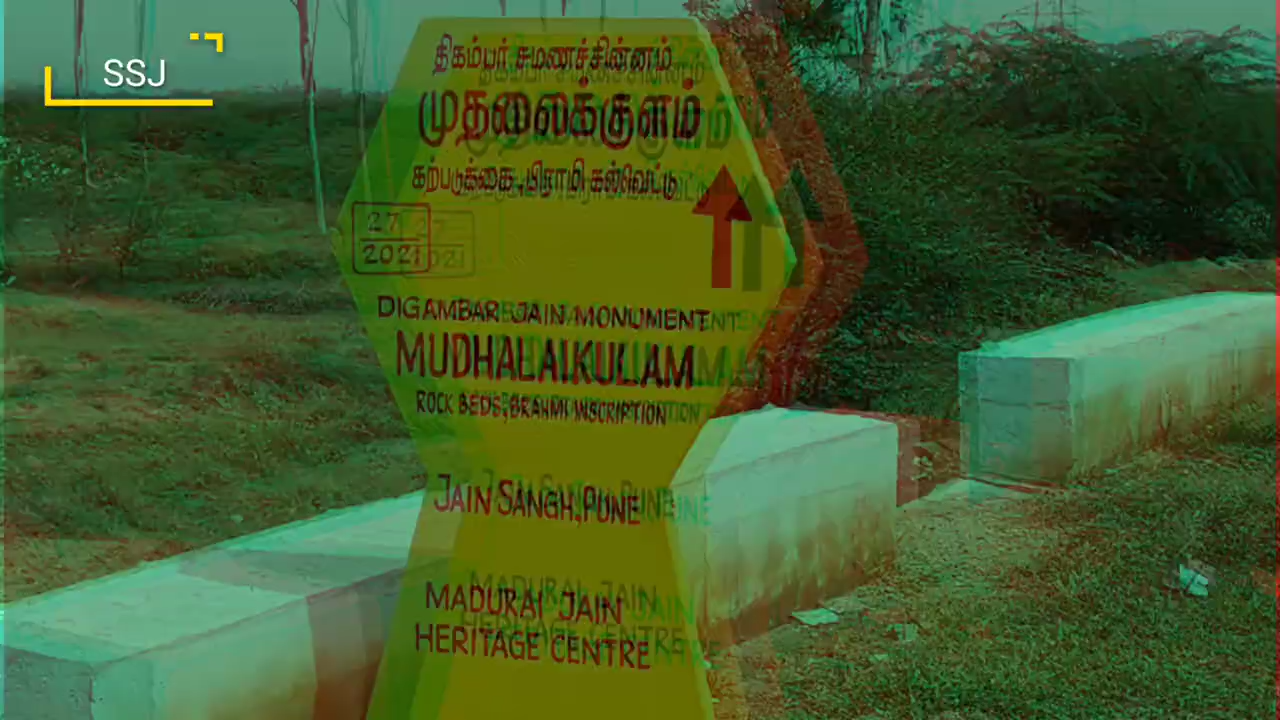 SSJ
திகம்பர் சமணச்சின்னம்
முதலைக்குளம்
கற்படுக்கை, பிராமி கல்வெட்டு
27
2021
DIGAMBAR JAIN MONUMENT
MUDHALAIKULAM
ROCK BEDS, BRAHMI INSCRIPTION
JAIN SANGH, PUNE
MADURAI JAIN
HERITAGE CENTRE